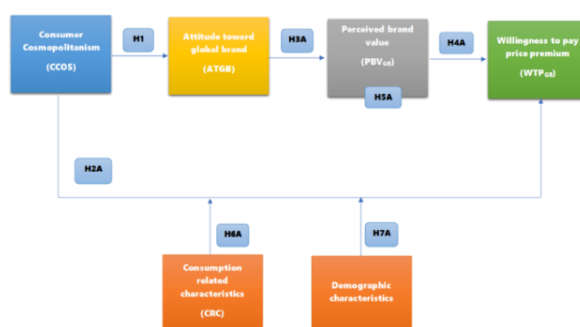 Consumer
Cosmopolitanism
(CCOS)
H1
Attitude toward
global brand
(ATGB)
H3A
Perceived brand
value
(PBVGB)
H5A
H4A
Willingness to pay
price premium
(WTPGB)
H2A
H6A
H7A
Consumption
related
characteristics
(CRC)
Demographic
characteristics